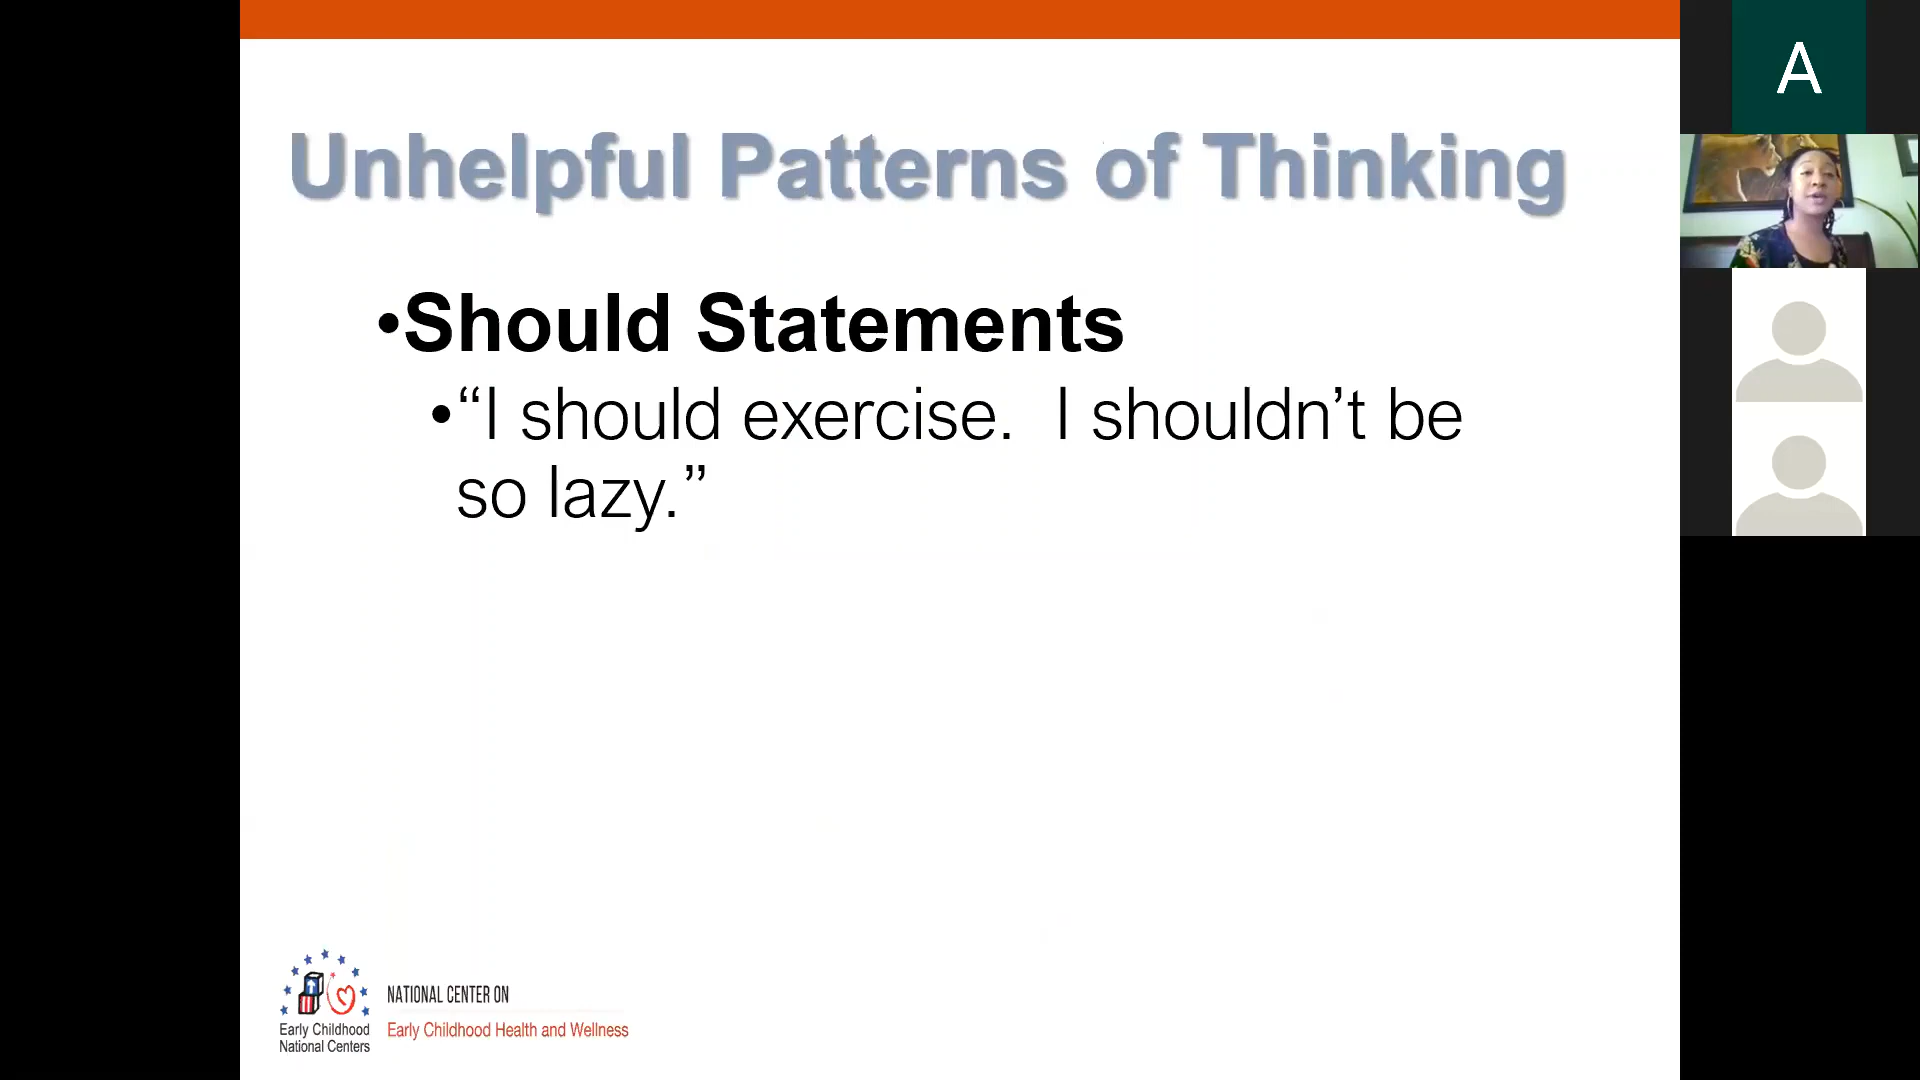 Unhelpful Patterns of Thinking
•Should Statements
•“I should exercise.  I shouldn’t be
so lazy.”
Early Childhood
National Centers
NATIONAL CENTER ON
Early Childhood Health and Wellness
A